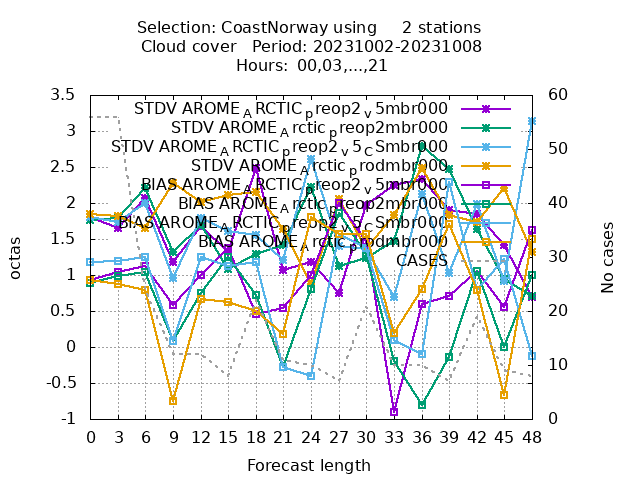 Selection: CoastNorway using 2 stations
Cloud cover Period: 20231002-20231008
Hours: 00,03,...,21
3.5
3
2.5
2
1.5
1
0.5
0
-0.5
-1
octas
60
50
40
30
20
10
0
No cases
STDV AROME_ARCTIC_preop2_v5mbr000
STDV AROME_Arctic_preop2mbr000
STDV AROME_ARCTIC_preop2_v5_CSmbr000
STDV AROME_Arctic_prodmbr000
BIAS AROME_ARCTIC_preop2_v5mbr000
BIAS AROME_Arctic_preop2mbr000
BIAS AROME_ARCTIC_preop2_v5_CSmbr000
BIAS AROME_Arctic_prodmbr000
CASES
0 3 6 9 12 15 18 21 24 27 30 33 36 39 42 45 48
Forecast length